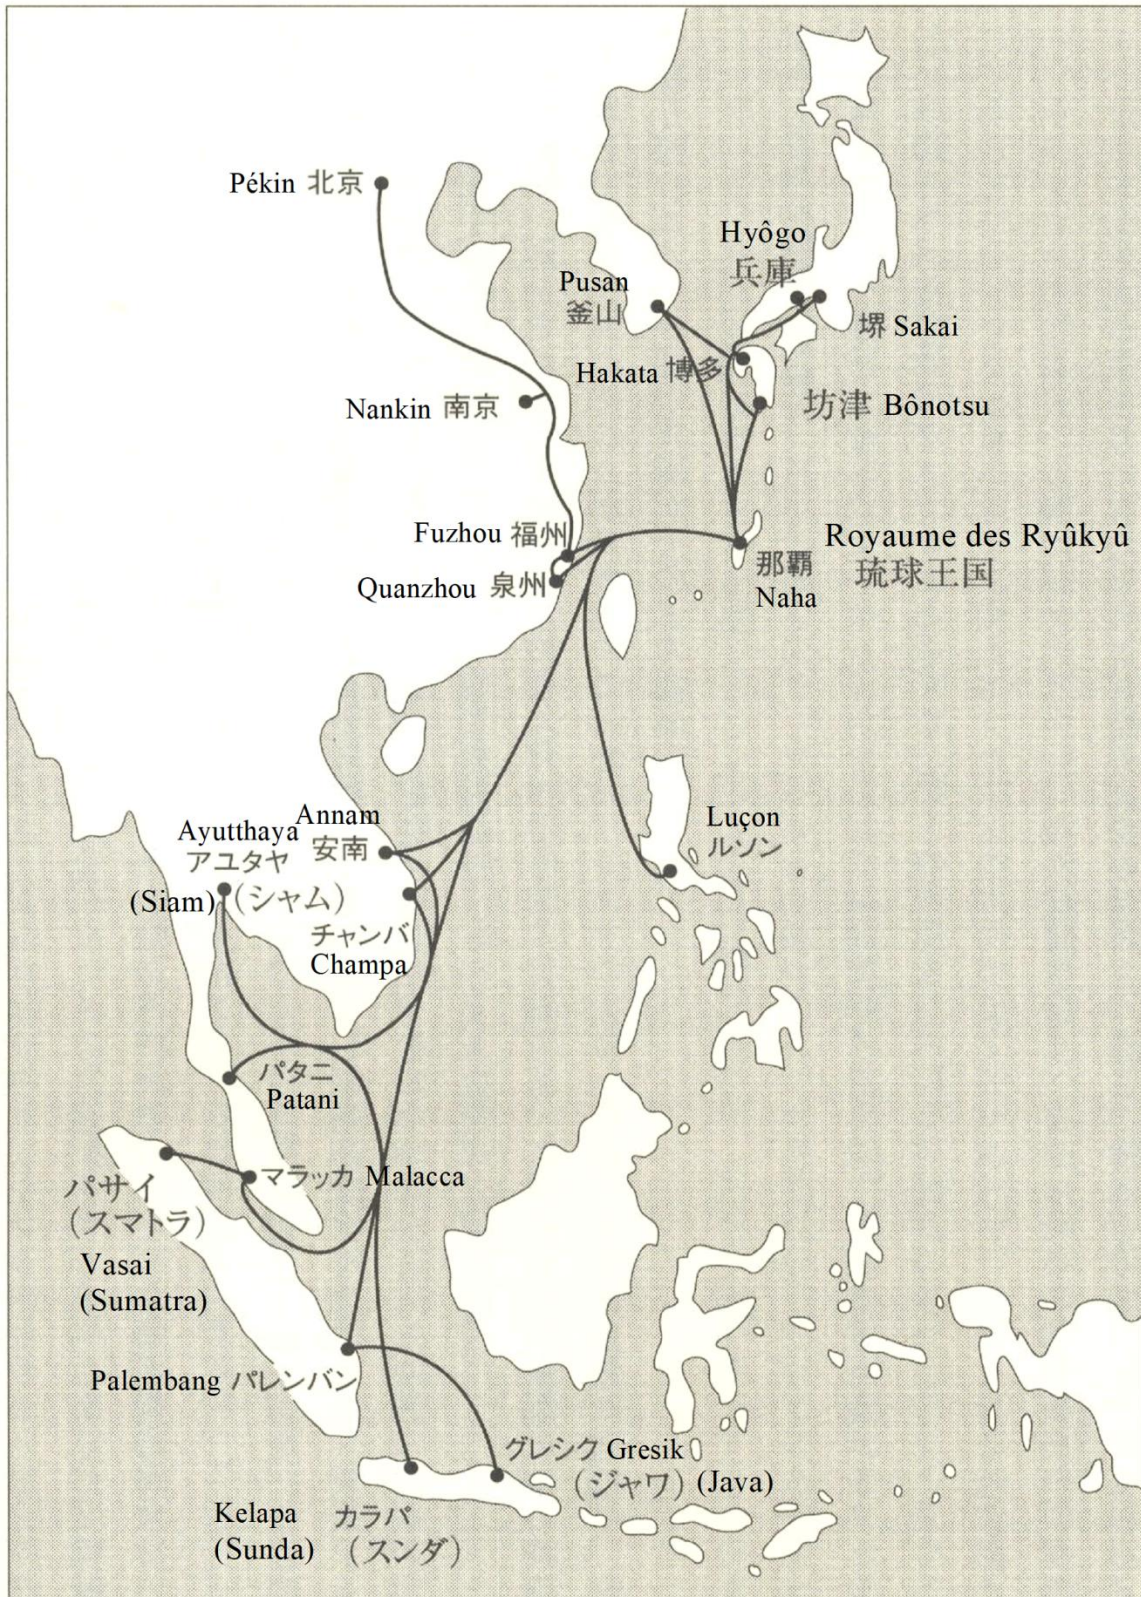 Pékin 北京
Hyôgo
兵庫
Pusan
釜山
堺 Sakai
Hakata 博多
Nankin 南京
坊津 Bônotsu
Fuzhou 福州
Royaume des Ryûkyû
琉球王国
那覇
Naha
Quanzhou 泉州
Annam
安南
Ayutthaya
アユタヤ
(Siam) (シャム)
Luçon
ルソン
チャンバ
Champa
パタニ
Patani
マラッカ Malacca
パサイ
(スマトラ)
Vasai
(Sumatra)
Palembang パレンバン
グレシク Gresik
(ジャワ) (Java)
Kelapa カラパ
(Sunda) (スンダ)